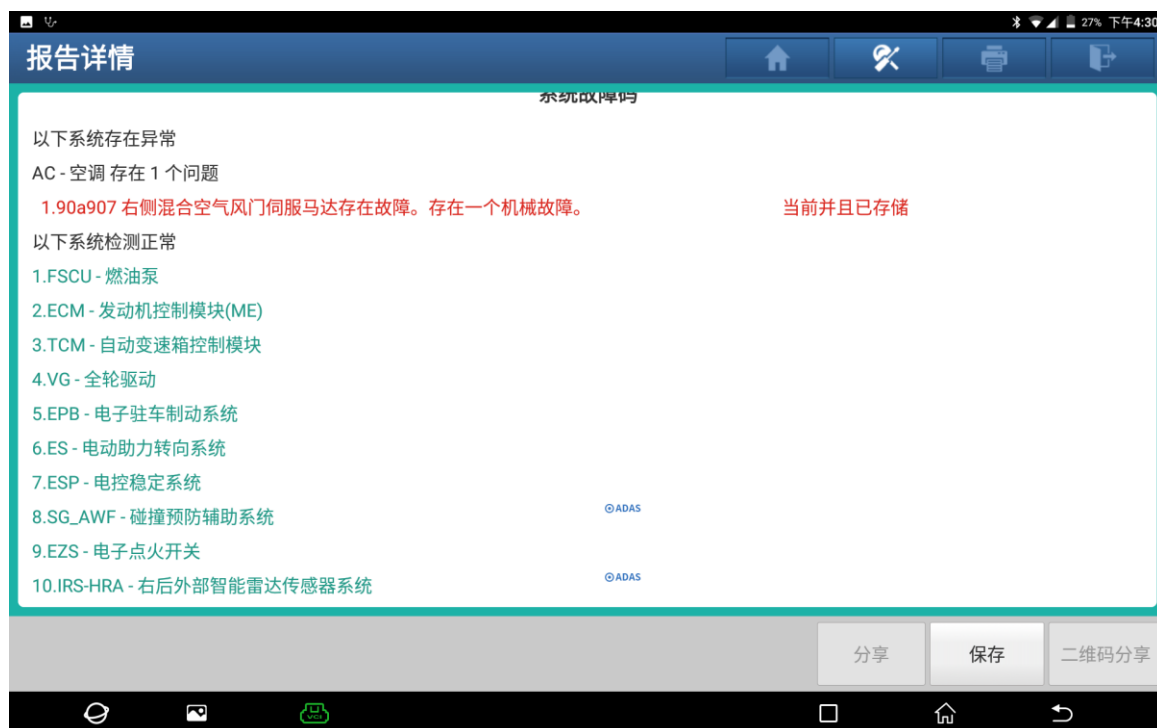 27% 下午4:30
报告详情
系统故障码
以下系统存在异常
AC - 空调 存在 1 个问题
1.90a907 右侧混合空气风门伺服马达存在故障。存在一个机械故障。 当前并且已存储
以下系统检测正常
1.FSCU - 燃油泵
2.ECM - 发动机控制模块(ME)
3.TCM - 自动变速箱控制模块
4.VG - 全轮驱动
5.EPB - 电子驻车制动系统
6.ES - 电动助力转向系统
7.ESP - 电控稳定系统
8.SG_AWF - 碰撞预防辅助系统 ADAS
9.EZS - 电子点火开关
10.IRS-HRA - 右后外部智能雷达传感器系统 ADAS
分享 保存 二维码分享
VCI